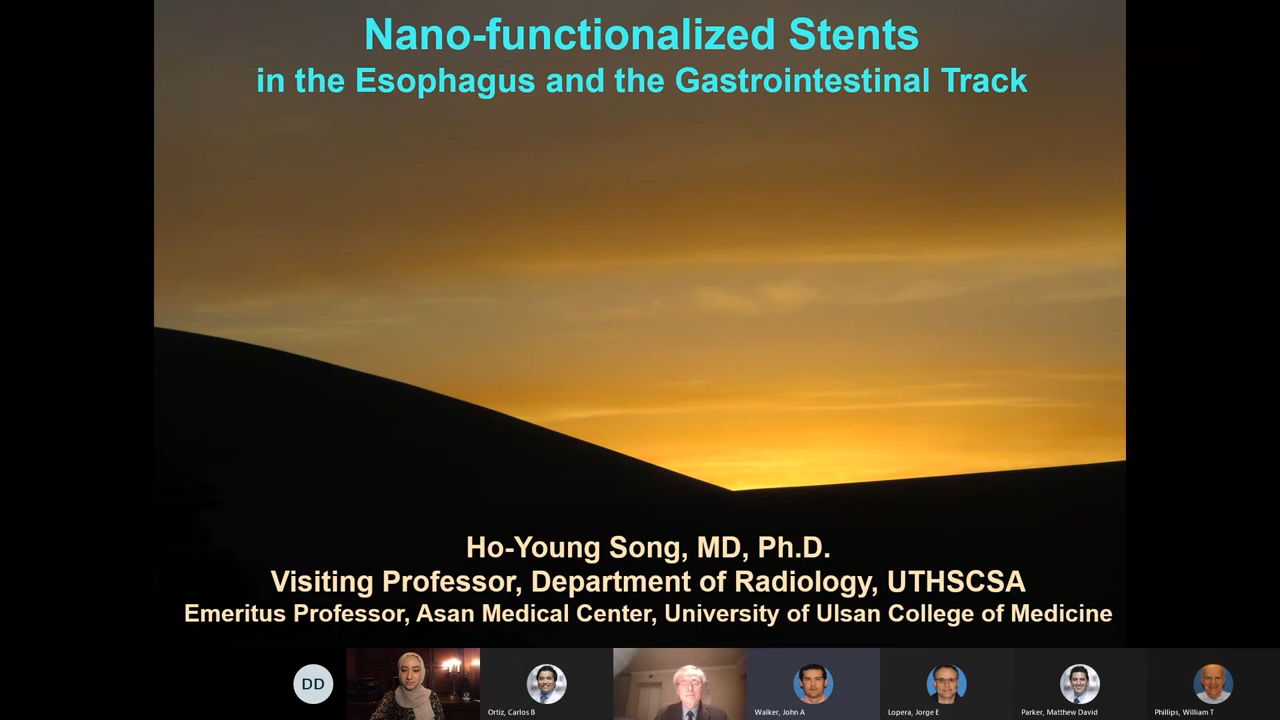 Nano-functionalized Stents
in the Esophagus and the Gastrointestinal Track
Ho-Young Song, MD, Ph.D.
Visiting Professor, Department of Radiology, UTHSCSA
Emeritus Professor, Asan Medical Center, University of Ulsan College of Medicine
DD
Ortiz, Carlos B
Walker, John A
Lopera, Jorge E
Parker, Matthew David
Phillips, William T